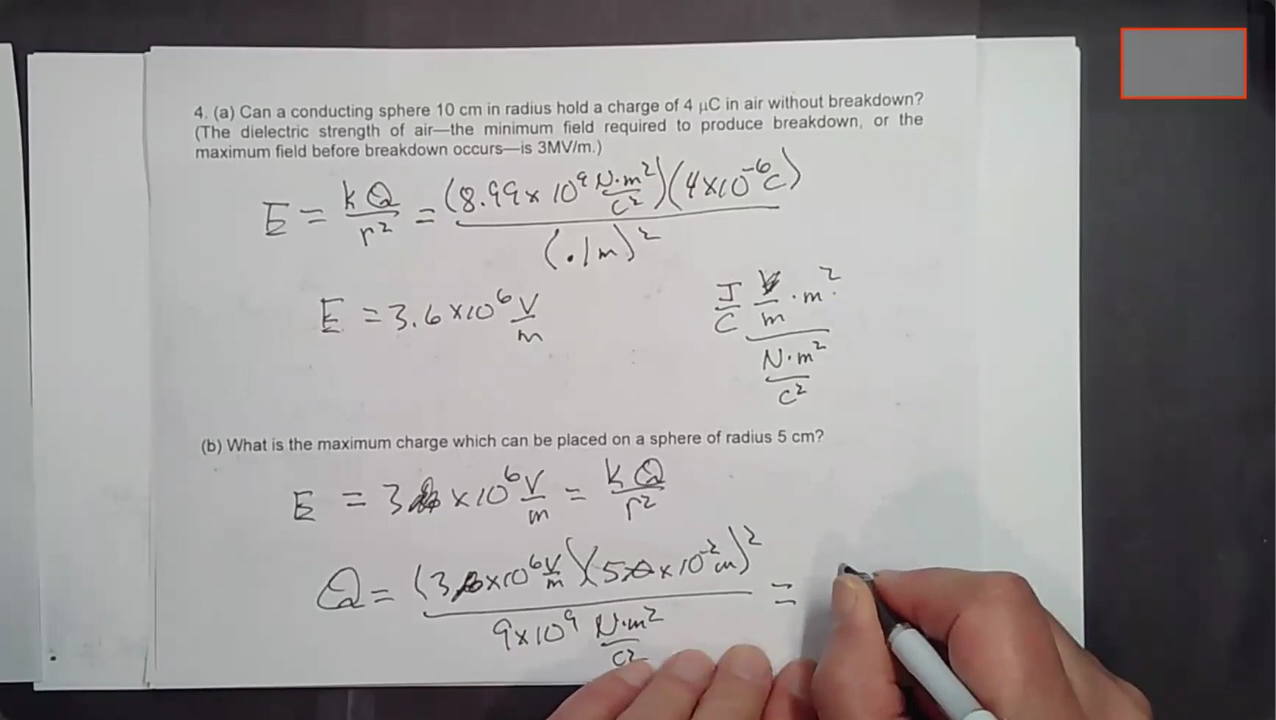 4. (a) Can a conducting sphere 10 cm in radius hold a charge of 4 μC in air without breakdown?
(The dielectric strength of air—the minimum field required to produce breakdown, or the
maximum field before breakdown occurs—is 3MV/m.)
E = kQ/r² = (8.99×10⁹ N·m²/C²)(4×10⁻⁶C)/(.1m)²
E = 3.6×10⁶ V/m
J/C V/m · m² / N·m²/C²
(b) What is the maximum charge which can be placed on a sphere of radius 5 cm?
E = 3 ×10⁶ V/m = kQ/r²
Q = (3 ×10⁶ V/m)(5 ×10⁻²m)²/9×10⁹ N·m²/C² =